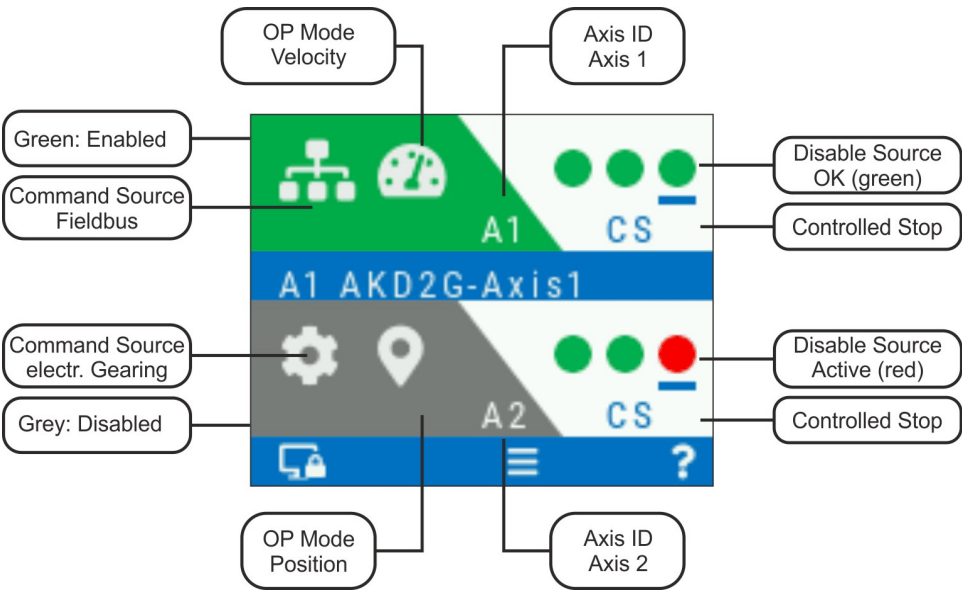 OP Mode
Velocity
Axis ID
Axis 1
Green: Enabled
Command Source
Fieldbus
Disable Source
OK (green)
Controlled Stop
A1
CS
A1 AKD2G-Axis1
Command Source
electr. Gearing
Grey: Disabled
Disable Source
Active (red)
Controlled Stop
A2
CS
?
OP Mode
Position
Axis ID
Axis 2